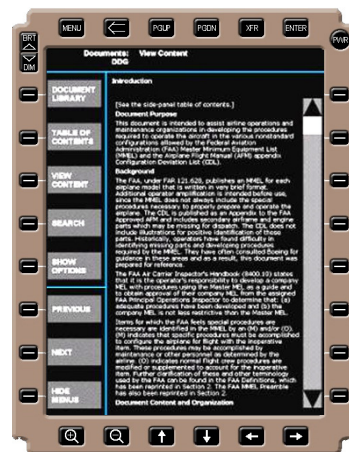 BRT
DIM
MENU
PGUP
PGDN
XFR
ENTER
PWR
Documents: View Content
DDG
DOCUMENT
LIBRARY
TABLE OF
CONTENTS
VIEW
CONTENT
SEARCH
SHOW
OPTIONS
PREVIOUS
NEXT
HIDE
MENUS
Introduction
[See the side-panel table of contents.]
Document Purpose
This document is intended to assist airline operations and
maintenance organizations in developing the procedures
required to operate the aircraft in the various nonstandard
configurations allowed by the Federal Aviation
Administration (FAA) Master Minimum Equipment List
(MMEL) and the Airplane Flight Manual (AFM) appendix
Configuration Deviation List (CDL).
Background
The FAA, under FAR 121.628, publishes an MMEL for each
airplane model that is written in very brief format.
Additional operator amplification is intended before use,
since the MMEL does not always include the special
procedures necessary to properly prepare and operate the
airplane. The CDL is published as an Appendix to the FAA
Approved AFM and includes secondary airframe and engine
parts which may be missing for dispatch. The CDL does not
include illustrations for positive identification of those
parts. Historically, operators have found difficulty in
identifying missing parts and developing procedures
required by the MMEL. They have often consulted Boeing for
guidance in these areas and as a result, this document was
prepared for reference.
The FAA Air Carrier Inspector's Handbook (8400.10) states
that it is the operator's responsibility to develop a company
MEL with procedures using the Master MEL as a guide and
to obtain approval of their company MEL from the assigned
FAA Principal Operations Inspector to determine that: (a)
adequate procedures have been developed and (b) the
company MEL is not less restrictive than the Master MEL.
Items for which the FAA feels special procedures are
necessary are identified in the MMEL by an (M) and/or (O).
(M) indicates that specific procedures must be accomplished
to configure the airplane for flight with the inoperative
item. These procedures may be accomplished by
maintenance or other personnel as determined by the
airline. (O) indicates normal flight crew procedures are
modified or supplemented to account for the inoperative
item. Further clarification of these and other terminology
used by the FAA can be found in the FAA Definitions, which
has been reprinted in Section 2. The FAA MMEL Preamble
has also been reprinted in Section 2.
Document Content and Organization